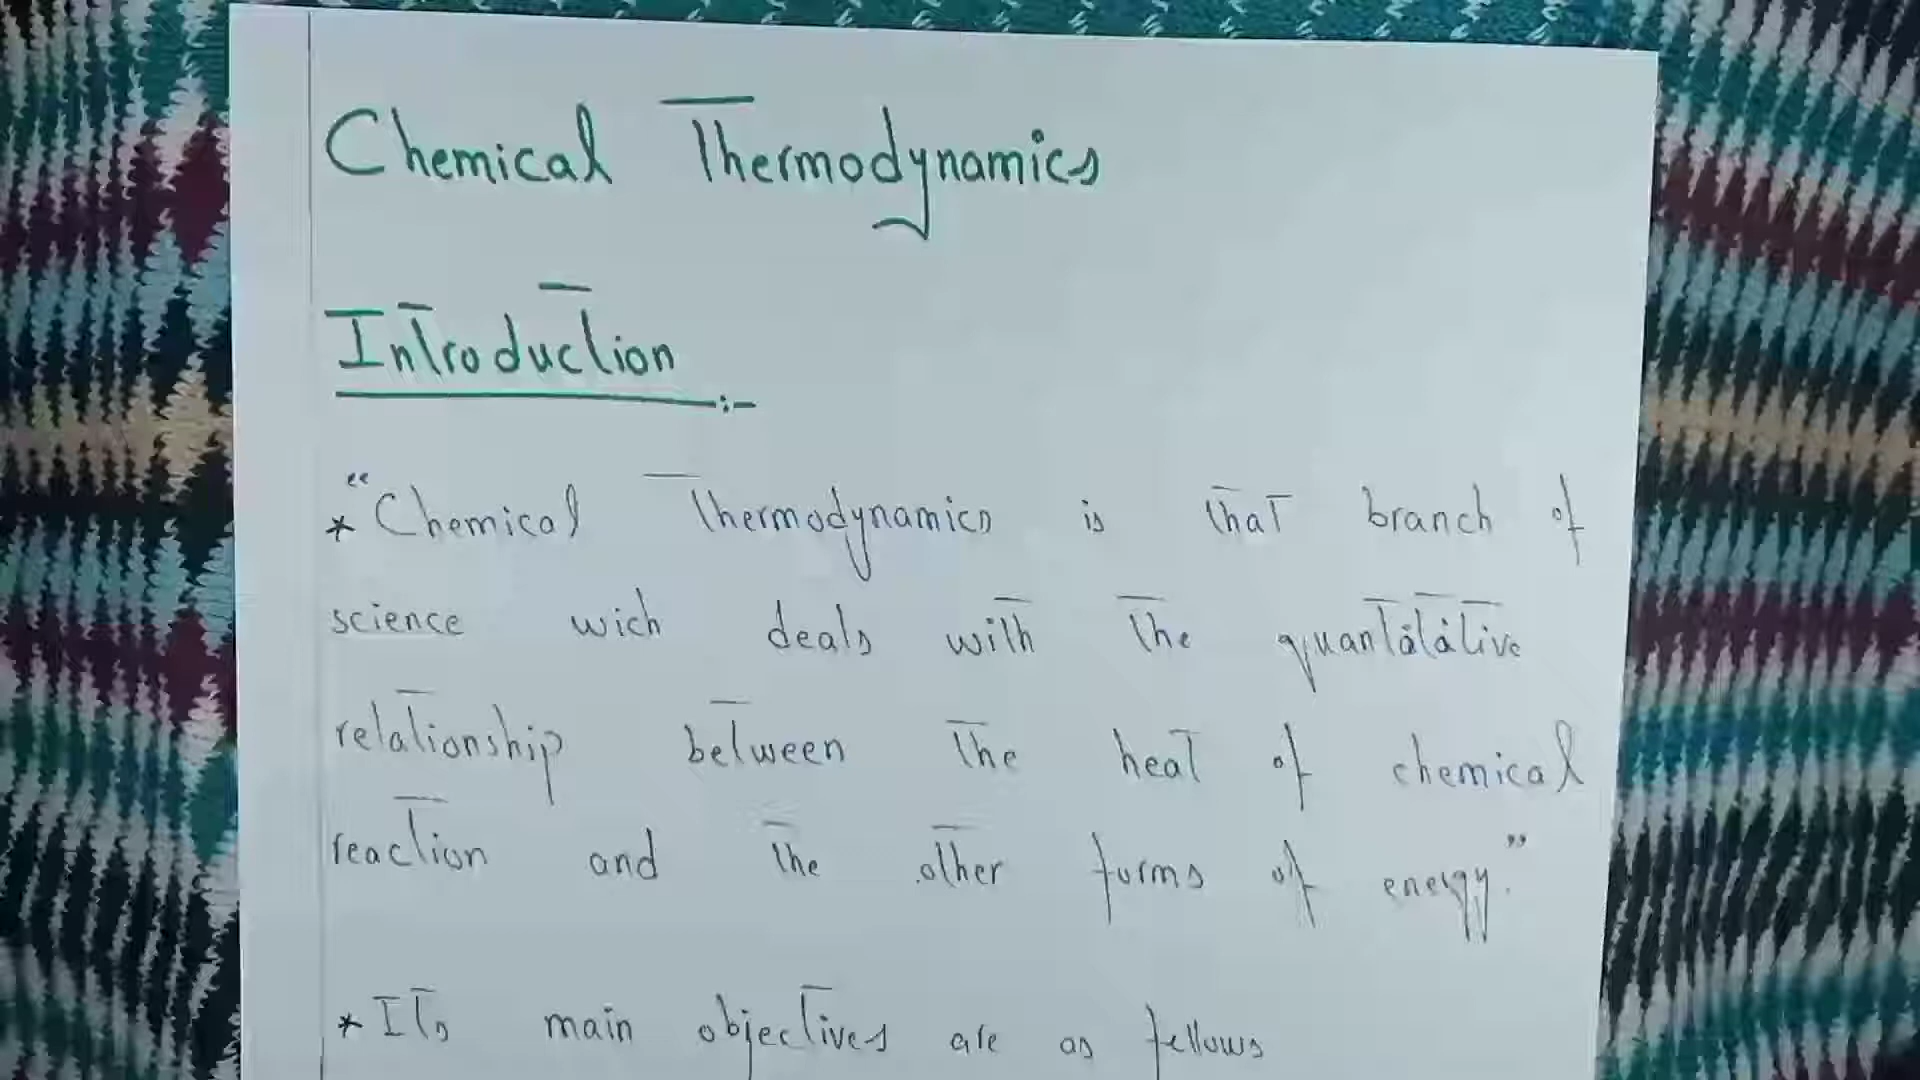 Chemical Thermodynamics
Introduction :-
* "Chemical Thermodynamics is that branch of
science wich deals with the quantitative
relationship between the heat of chemical
reaction and the other forms of energy."
* Its main objectives are as fellows